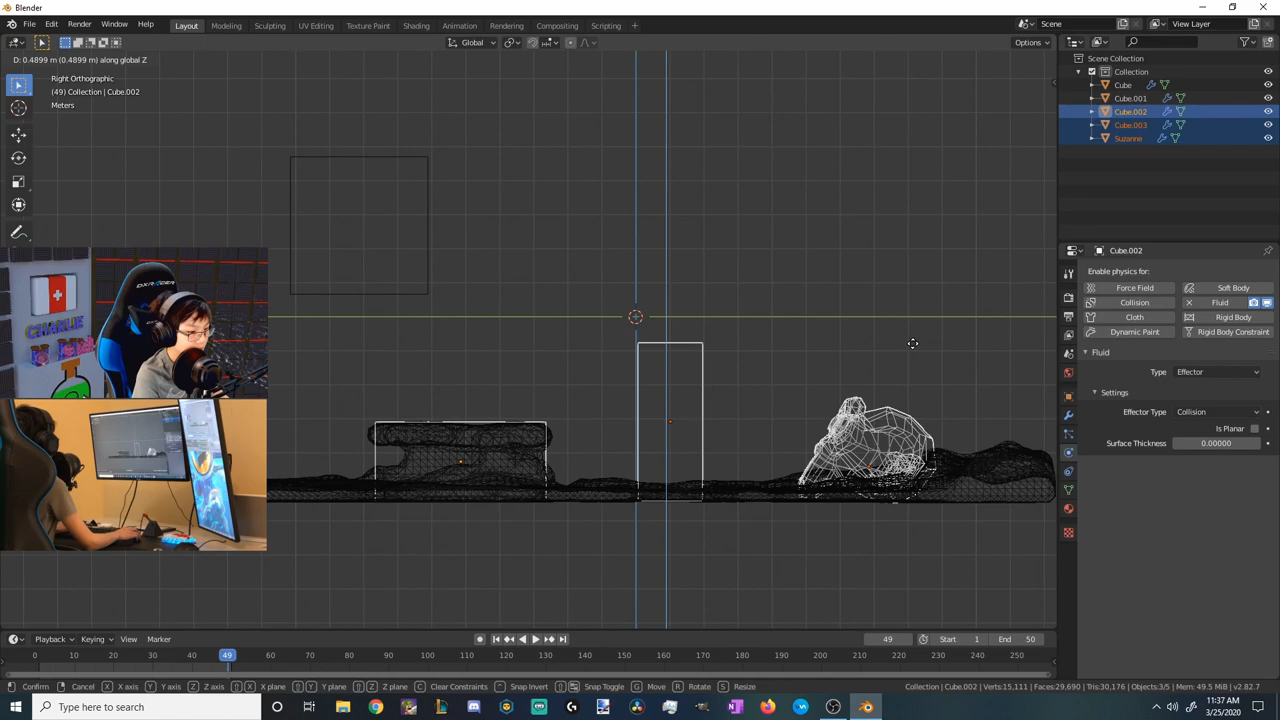 Blender
File Edit Render Window Help Layout Modeling Sculpting UV Editing Texture Paint Shading Animation Rendering Compositing Scripting + Scene View Layer
Global Options
D: 0.4899 m (0.4899 m) along global Z
Right Orthographic
(49) Collection | Cube.002
Meters
Scene Collection
Collection
Cube
Cube.001
Cube.002
Cube.003
Suzanne
CHARLIE
Cube.002
Enable physics for:
Force Field Soft Body
Collision Fluid
Cloth Rigid Body
Dynamic Paint Rigid Body Constraint
Fluid
Type Effector
Settings
Effector Type Collision
Is Planar
Surface Thickness 0.00000
Playback Keying View Marker 49 Start 1 End 50
0 10 20 30 40 49 60 70 80 90 100 110 120 130 140 150 160 170 180 190 200 210 220 230 240 250
Confirm Cancel X X axis Y Y axis Z Z axis X X plane Y Y plane Z Z plane C Clear Constraints Snap Invert Snap Toggle G Move R Rotate S Resize Collection | Cube.002 | Verts:15,111 | Faces:29,690 | Tris:30,176 | Objects:3/5 | Mem: 49.5 MiB | v2.82.7
Type here to search
11:37 AM
3/25/2020